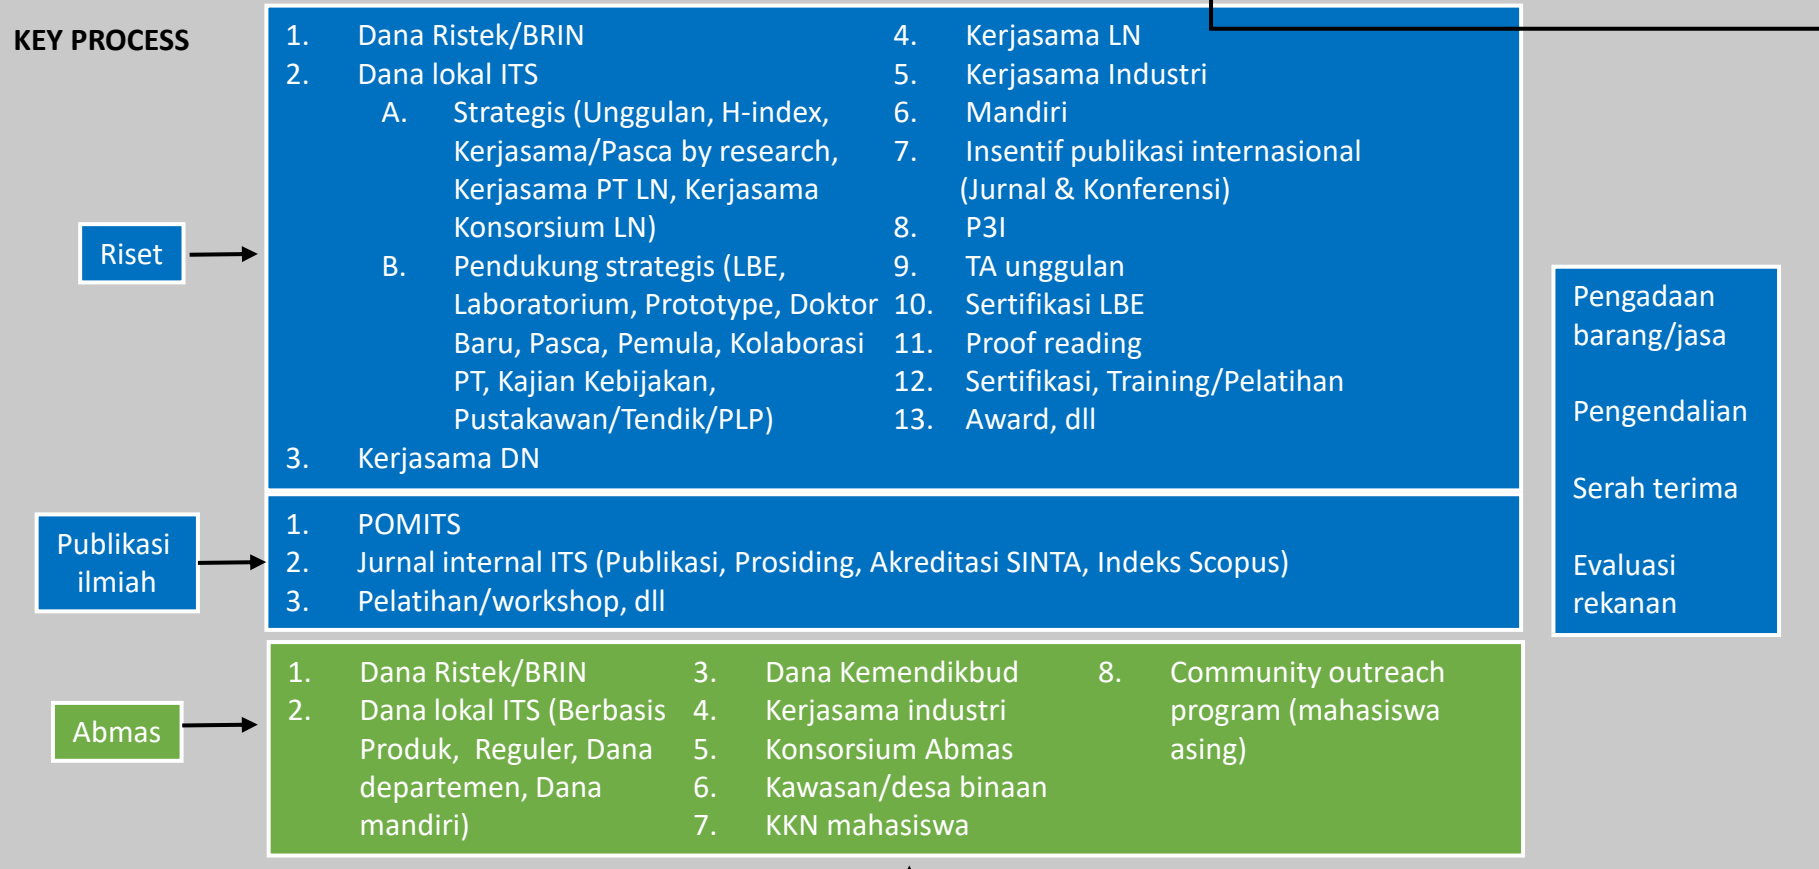 KEY PROCESS
Riset
1. Dana Ristek/BRIN
2. Dana lokal ITS
A. Strategis (Unggulan, H-index,
Kerjasama/Pasca by research,
Kerjasama PT LN, Kerjasama
Konsorsium LN)
B. Pendukung strategis (LBE,
Laboratorium, Prototype, Doktor
Baru, Pasca, Pemula, Kolaborasi
PT, Kajian Kebijakan,
Pustakawan/Tendik/PLP)
3. Kerjasama DN
4. Kerjasama LN
5. Kerjasama Industri
6. Mandiri
7. Insentif publikasi internasional
(Jurnal & Konferensi)
8. P3I
9. TA unggulan
10. Sertifikasi LBE
11. Proof reading
12. Sertifikasi, Training/Pelatihan
13. Award, dll
Publikasi
ilmiah
1. POMITS
2. Jurnal internal ITS (Publikasi, Prosiding, Akreditasi SINTA, Indeks Scopus)
3. Pelatihan/workshop, dll
Abmas
1. Dana Ristek/BRIN
2. Dana lokal ITS (Berbasis
Produk, Reguler, Dana
departemen, Dana
mandiri)
3. Dana Kemendikbud
4. Kerjasama industri
5. Konsorsium Abmas
6. Kawasan/desa binaan
7. KKN mahasiswa
8. Community outreach
program (mahasiswa
asing)
Pengadaan
barang/jasa
Pengendalian
Serah terima
Evaluasi
rekanan